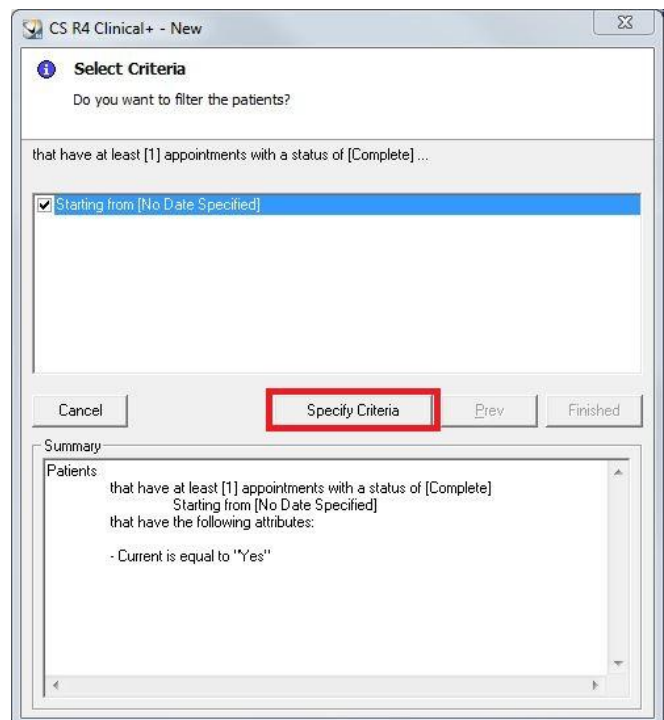 CS R4 Clinical+ - New
Select Criteria
Do you want to filter the patients?
that have at least [1] appointments with a status of [Complete] ...
Starting from [No Date Specified]
Cancel
Specify Criteria
Prev
Finished
Summary
Patients
that have at least [1] appointments with a status of [Complete]
Starting from [No Date Specified]
that have the following attributes:
- Current is equal to "Yes"